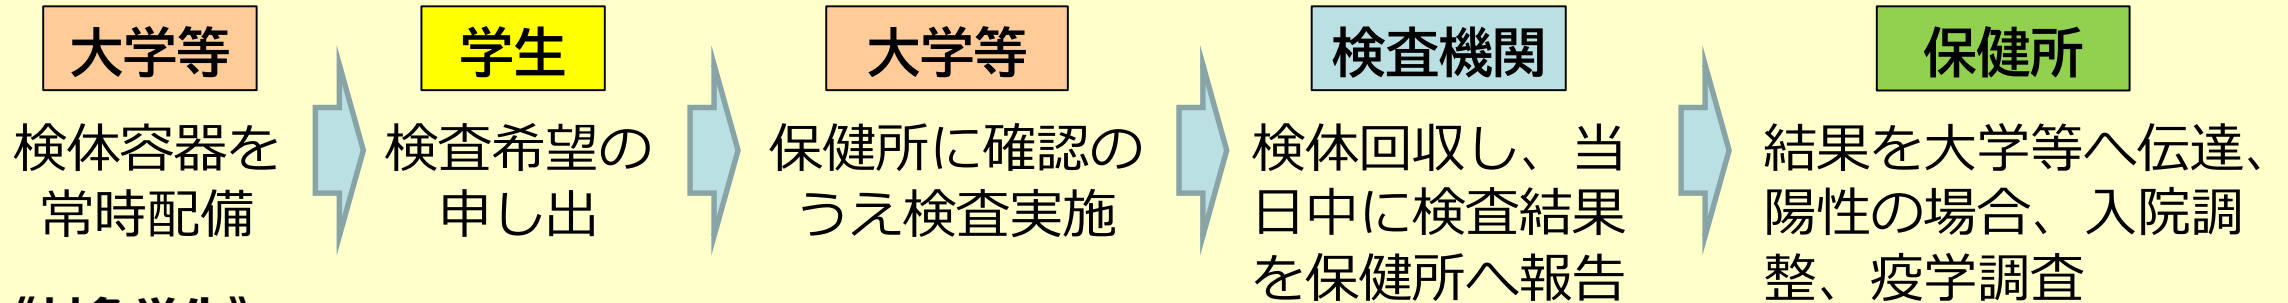 大学等
検体容器を
常時配備
学生
検査希望の
申し出
大学等
保健所に確認の
うえ検査実施
検査機関
検体回収し、当
日中に検査結果
を保健所へ報告
保健所
結果を大学等へ伝達、
陽性の場合、入院調
整、疫学調査